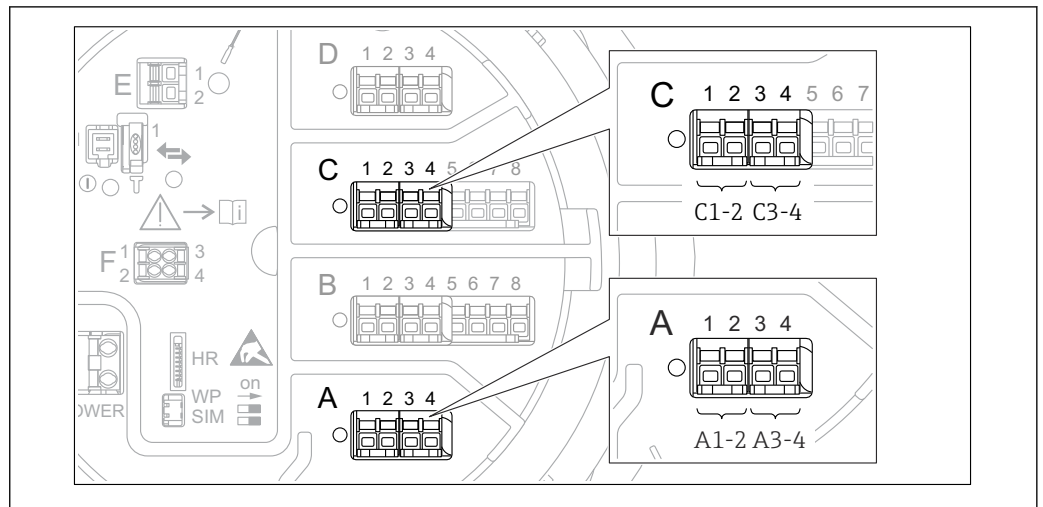 D 1 2 3 4
E 1
2
1
C 1 2 3 4 5 6 7 8
i
F 1 3
2 4
B 1 2 3 4 5 6 7 8
HR
WP on
SIM
OWER
A 1 2 3 4
C 1 2 3 4 5 6 7
C1-2 C3-4
A 1 2 3 4
A1-2 A3-4